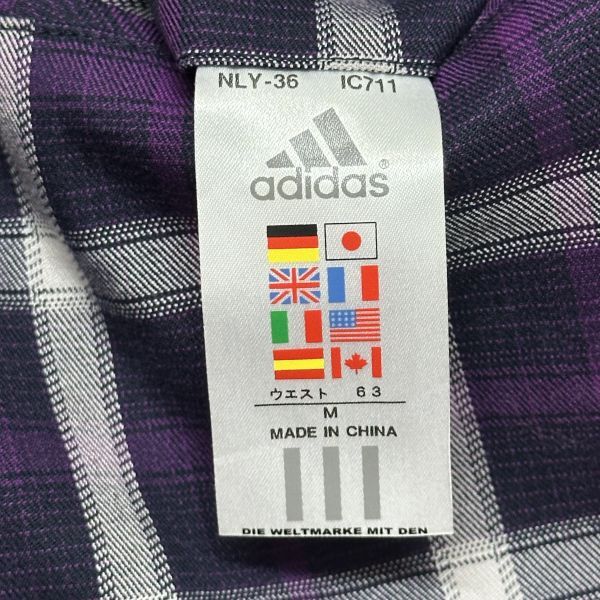 NLY-36 IC711
adidas®
ウエスト 63
M
MADE IN CHINA
DIE WELTMARKE MIT DEN